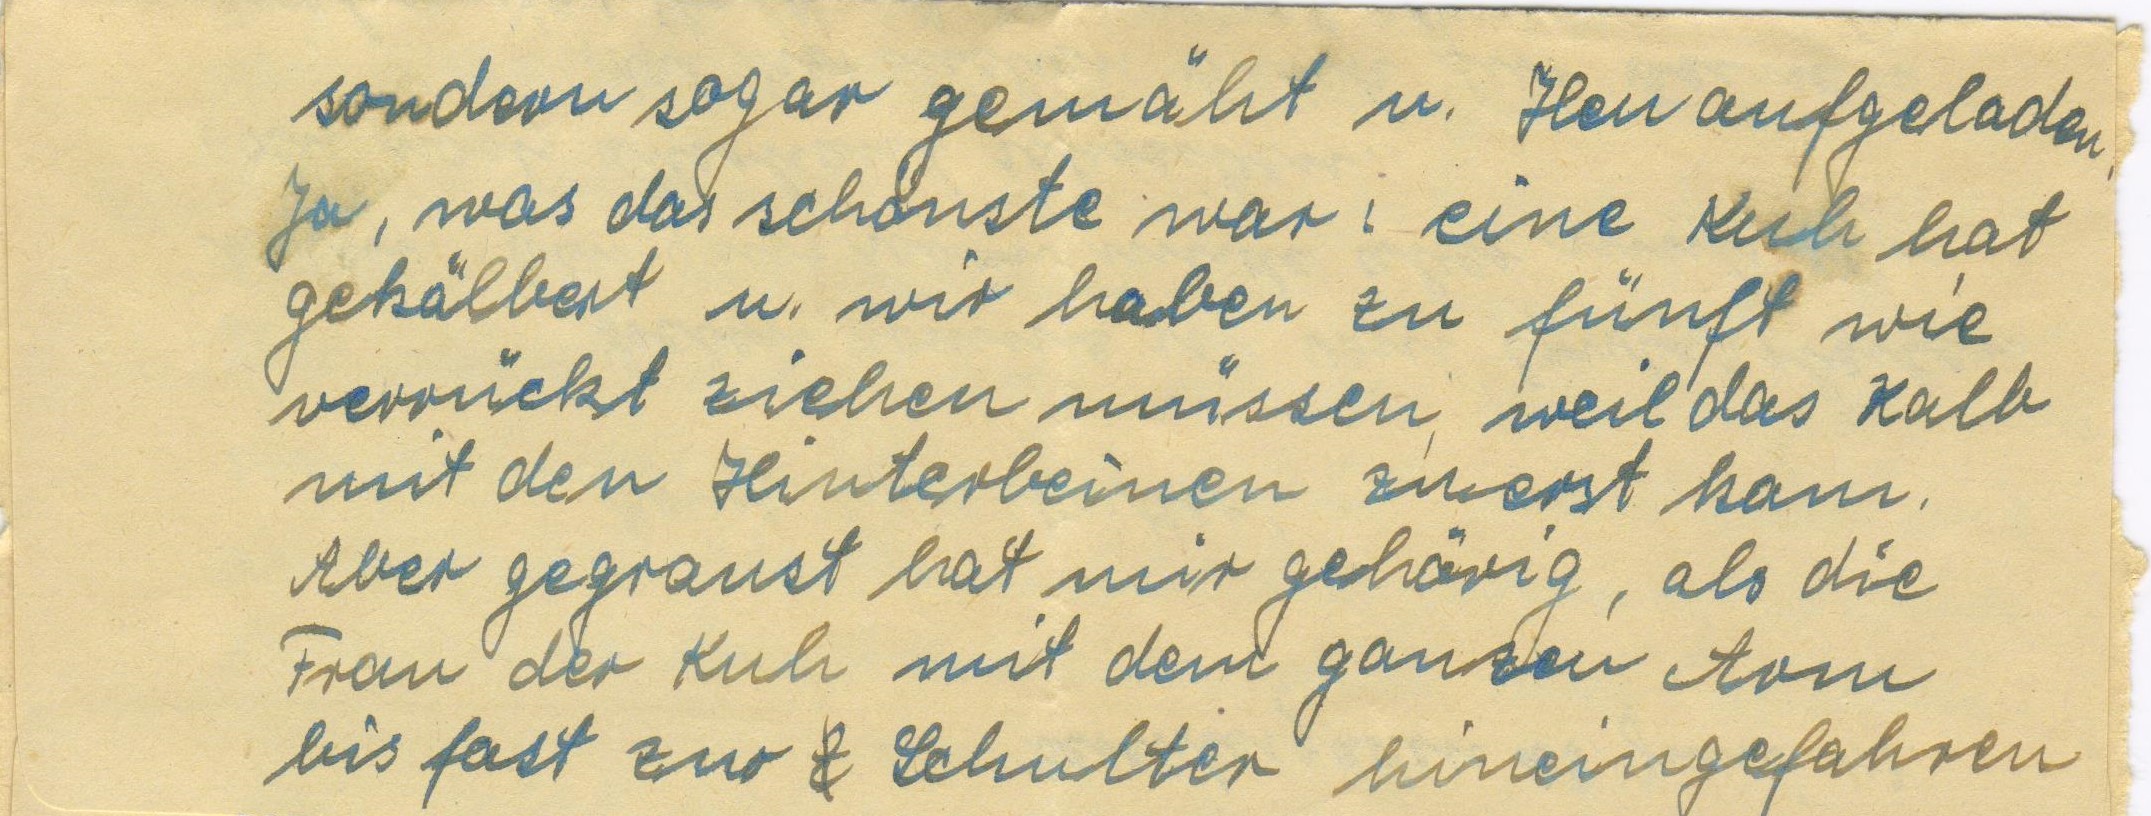 sondern sogar gemäht u. Heu aufgeladen.
Ja, was das schönste war: eine Kuh hat
gekälbert u. wir haben zu fünft wie
verrückt ziehen müssen, weil das Kalb
mit den Hinterbeinen zuerst kam.
Aber gegraust hat mir gehörig, als die
Frau der Kuh mit dem ganzen Arm
bis fast zur Schulter hineingefahren